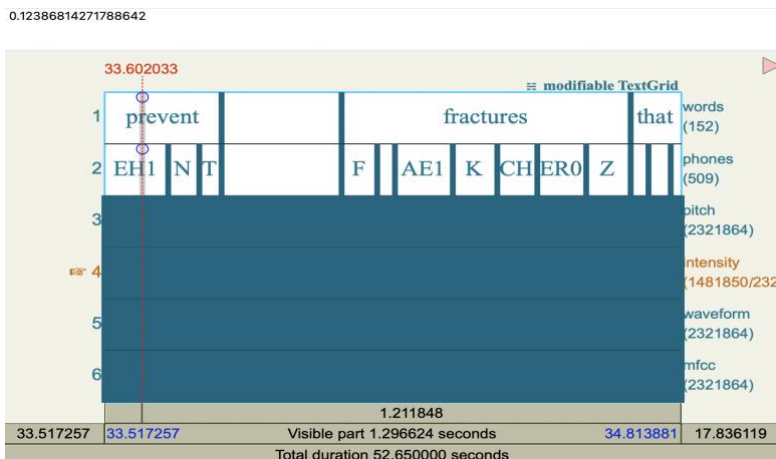 0.12386814271788642
33.602033
☵ modifiable TextGrid
1 prevent fractures that words
(152)
2 EH1 N T F AE1 K CH ER0 Z phones
(509)
3 pitch
(2321864)
☞ 4 intensity
(1481850/232
5 waveform
(2321864)
6 mfcc
(2321864)
1.211848
33.517257 33.517257 Visible part 1.296624 seconds 34.813881 17.836119
Total duration 52.650000 seconds